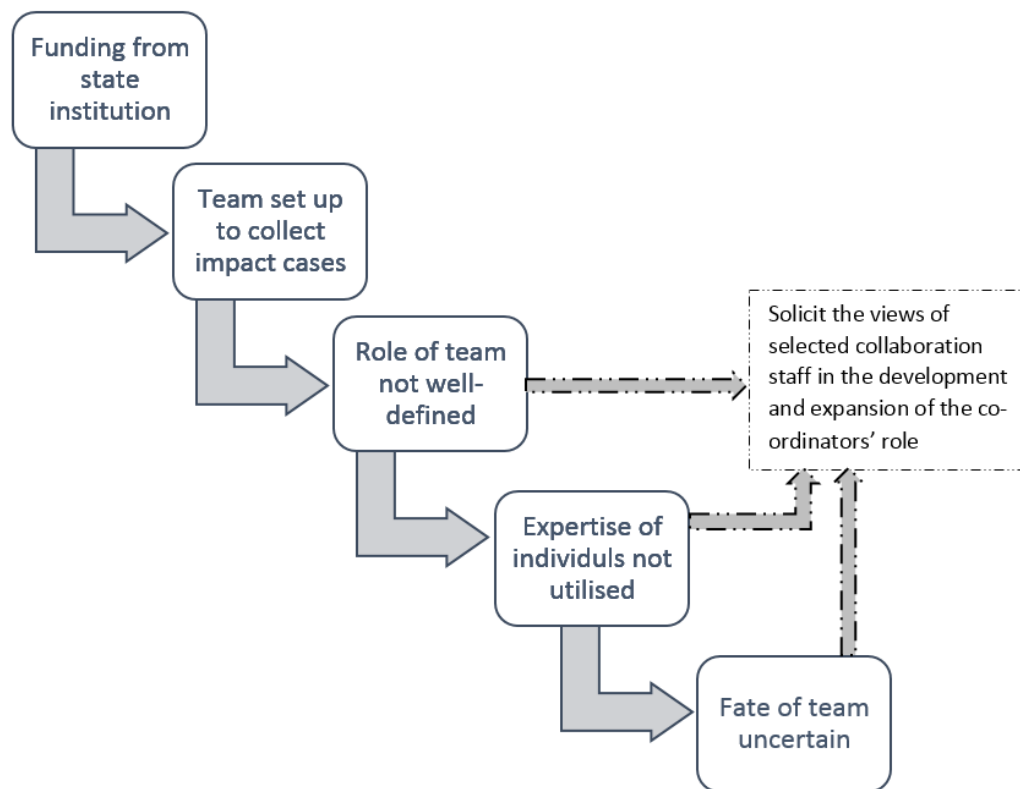 Funding from
state
institution
Team set up
to collect
impact cases
Role of team
not well-
defined
Solicit the views of
selected collaboration
staff in the development
and expansion of the co-
ordinators' role
Expertise of
individuls not
utilised
Fate of team
uncertain